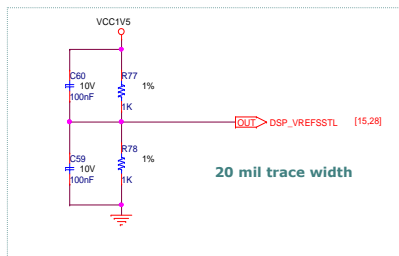 VCC1V5
C60
10V
100nF
R77
1%
1K
OUT DSP_VREFSSTL [15,28]
C59
10V
100nF
R78
1%
1K
20 mil trace width